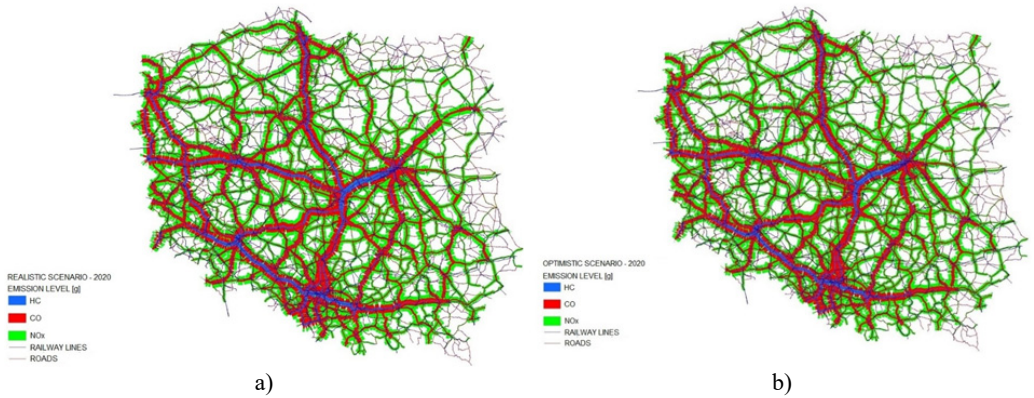 REALISTIC SCENARIO - 2020
EMISSION LEVEL [g]
HC
CO
NOx
RAILWAY LINES
ROADS
a)
OPTIMISTIC SCENARIO - 2020
EMISSION LEVEL [g]
HC
CO
NOx
RAILWAY LINES
ROADS
b)